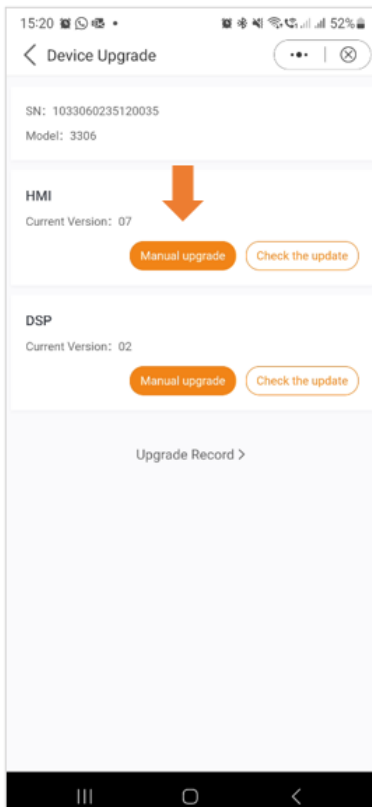 15:20 52%
Device Upgrade
SN: 1033060235120035
Model: 3306
HMI
Current Version: 07
Manual upgrade Check the update
DSP
Current Version: 02
Manual upgrade Check the update
Upgrade Record >